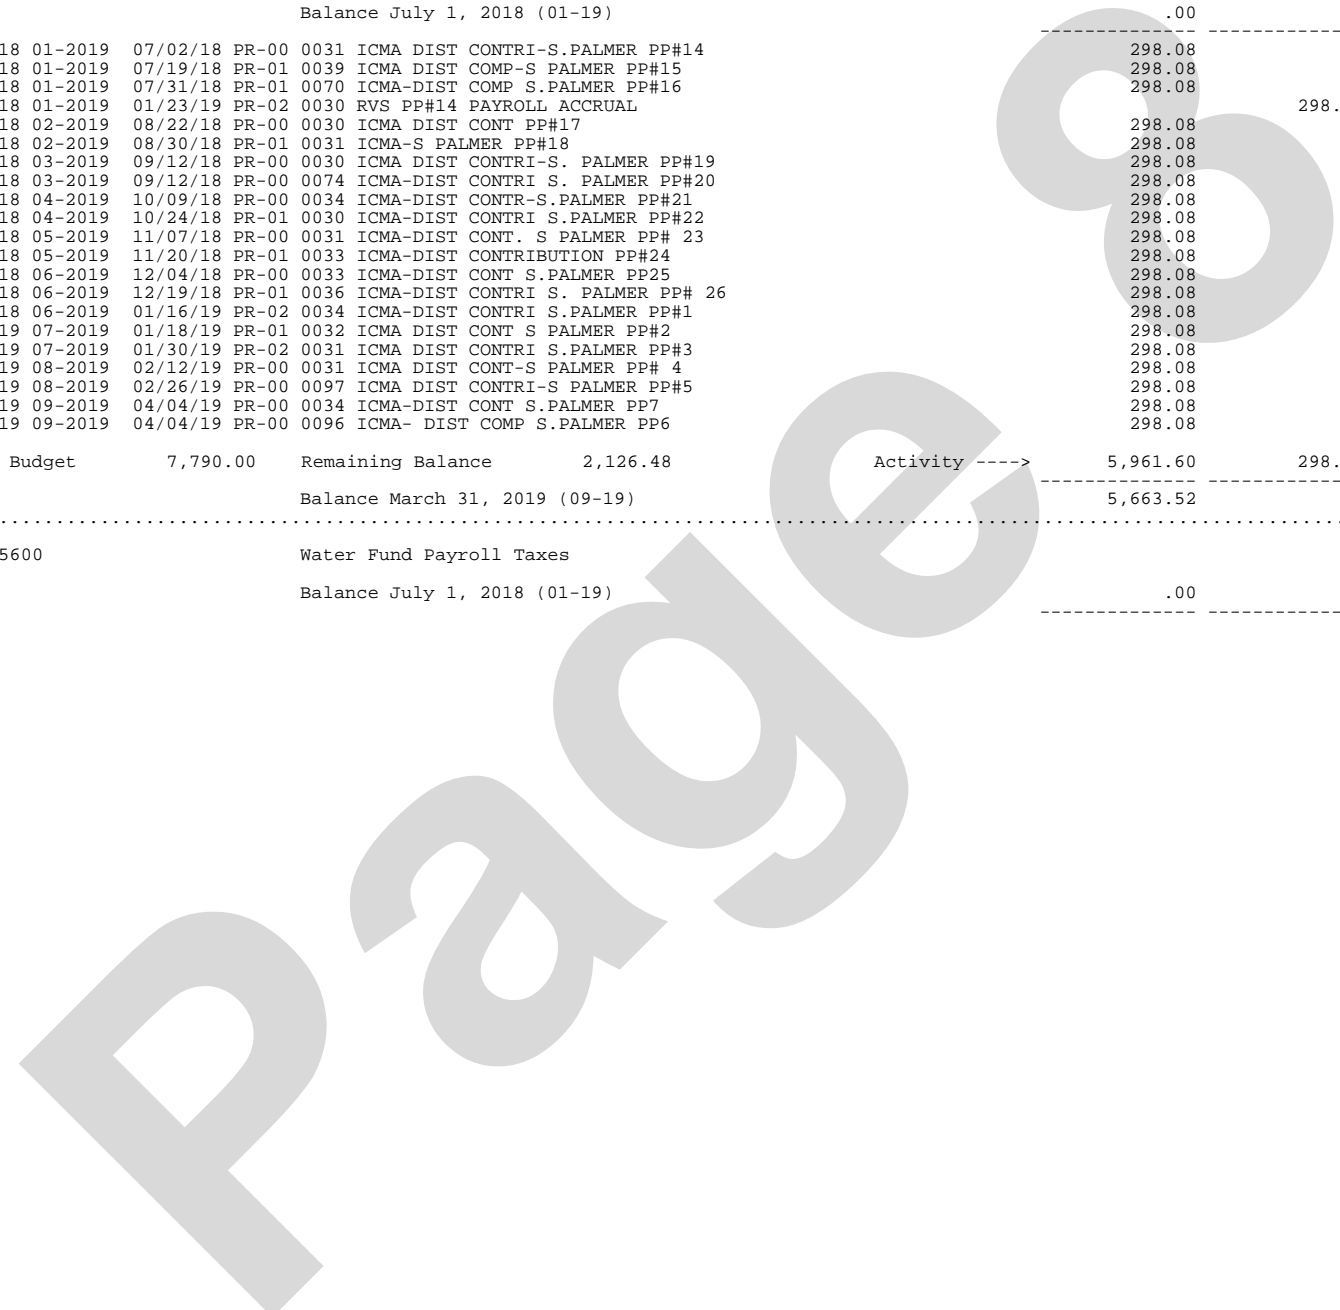 Balance July 1, 2018 (01-19) .00
-------------- ------------
18 01-2019 07/02/18 PR-00 0031 ICMA DIST CONTRI-S.PALMER PP#14 298.08
18 01-2019 07/19/18 PR-01 0039 ICMA DIST COMP-S PALMER PP#15 298.08
18 01-2019 07/31/18 PR-01 0070 ICMA-DIST COMP S.PALMER PP#16 298.08
18 01-2019 01/23/19 PR-02 0030 RVS PP#14 PAYROLL ACCRUAL 298.
18 02-2019 08/22/18 PR-00 0030 ICMA DIST CONT PP#17 298.08
18 02-2019 08/30/18 PR-01 0031 ICMA-S PALMER PP#18 298.08
18 03-2019 09/12/18 PR-00 0030 ICMA DIST CONTRI-S. PALMER PP#19 298.08
18 03-2019 09/12/18 PR-00 0074 ICMA-DIST CONTRI S. PALMER PP#20 298.08
18 04-2019 10/09/18 PR-00 0034 ICMA-DIST CONTR-S.PALMER PP#21 298.08
18 04-2019 10/24/18 PR-01 0030 ICMA-DIST CONTRI S.PALMER PP#22 298.08
18 05-2019 11/07/18 PR-00 0031 ICMA-DIST CONT. S PALMER PP# 23 298.08
18 05-2019 11/20/18 PR-01 0033 ICMA-DIST CONTRIBUTION PP#24 298.08
18 06-2019 12/04/18 PR-00 0033 ICMA-DIST CONT S.PALMER PP25 298.08
18 06-2019 12/19/18 PR-01 0036 ICMA-DIST CONTRI S. PALMER PP# 26 298.08
18 06-2019 01/16/19 PR-02 0034 ICMA-DIST CONTRI S.PALMER PP#1 298.08
19 07-2019 01/18/19 PR-01 0032 ICMA DIST CONT S PALMER PP#2 298.08
19 07-2019 01/30/19 PR-02 0031 ICMA DIST CONTRI S.PALMER PP#3 298.08
19 08-2019 02/12/19 PR-00 0031 ICMA DIST CONT-S PALMER PP# 4 298.08
19 08-2019 02/26/19 PR-00 0097 ICMA DIST CONTRI-S PALMER PP#5 298.08
19 09-2019 04/04/19 PR-00 0034 ICMA-DIST CONT S.PALMER PP7 298.08
19 09-2019 04/04/19 PR-00 0096 ICMA- DIST COMP S.PALMER PP6 298.08
Budget 7,790.00 Remaining Balance 2,126.48 Activity ----> 5,961.60 298.
-------------- ------------
Balance March 31, 2019 (09-19) 5,663.52
5600 Water Fund Payroll Taxes
Balance July 1, 2018 (01-19) .00
-------------- ------------
Page 8